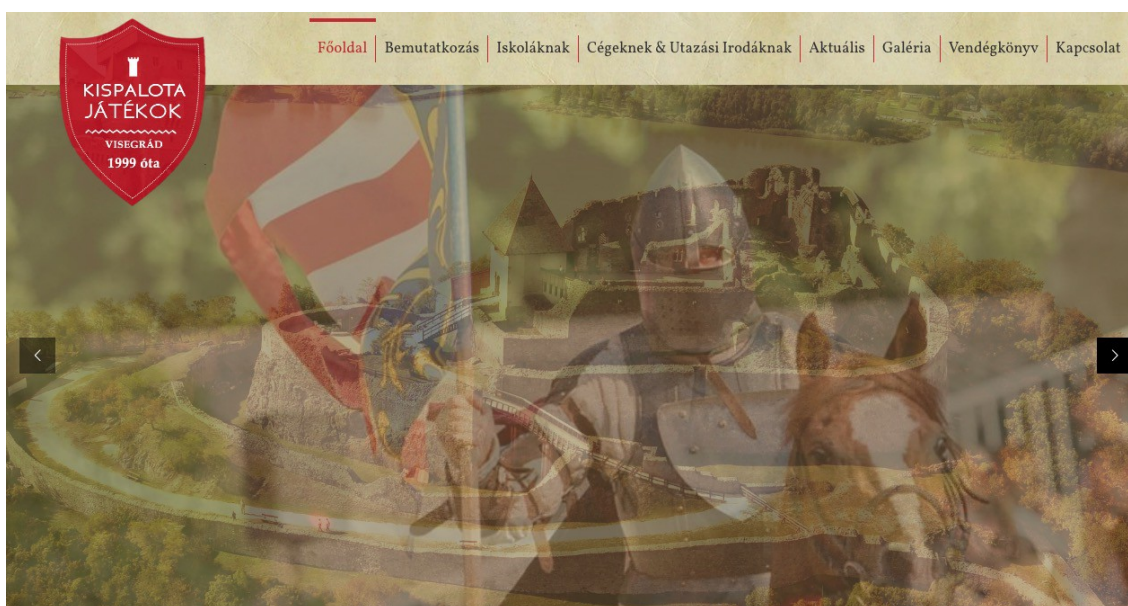 Főoldal
Bemutatkozás
Iskoláknak
Cégeknek & Utazási Irodáknak
Aktuális
Galéria
Vendégkönyv
Kapcsolat
KISPALOTA
JÁTÉKOK
VISEGRÁD
1999 óta